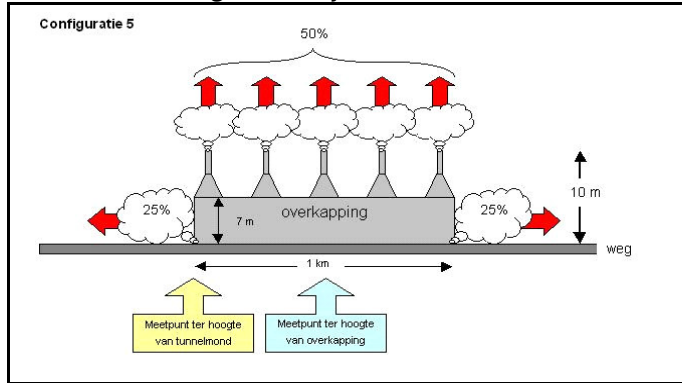 Configuratie 5
50%
25%
overkapping
25%
7 m
10 m
weg
1 km
Meetpunt ter hoogte
van tunnelmond
Meetpunt ter hoogte
van overkapping